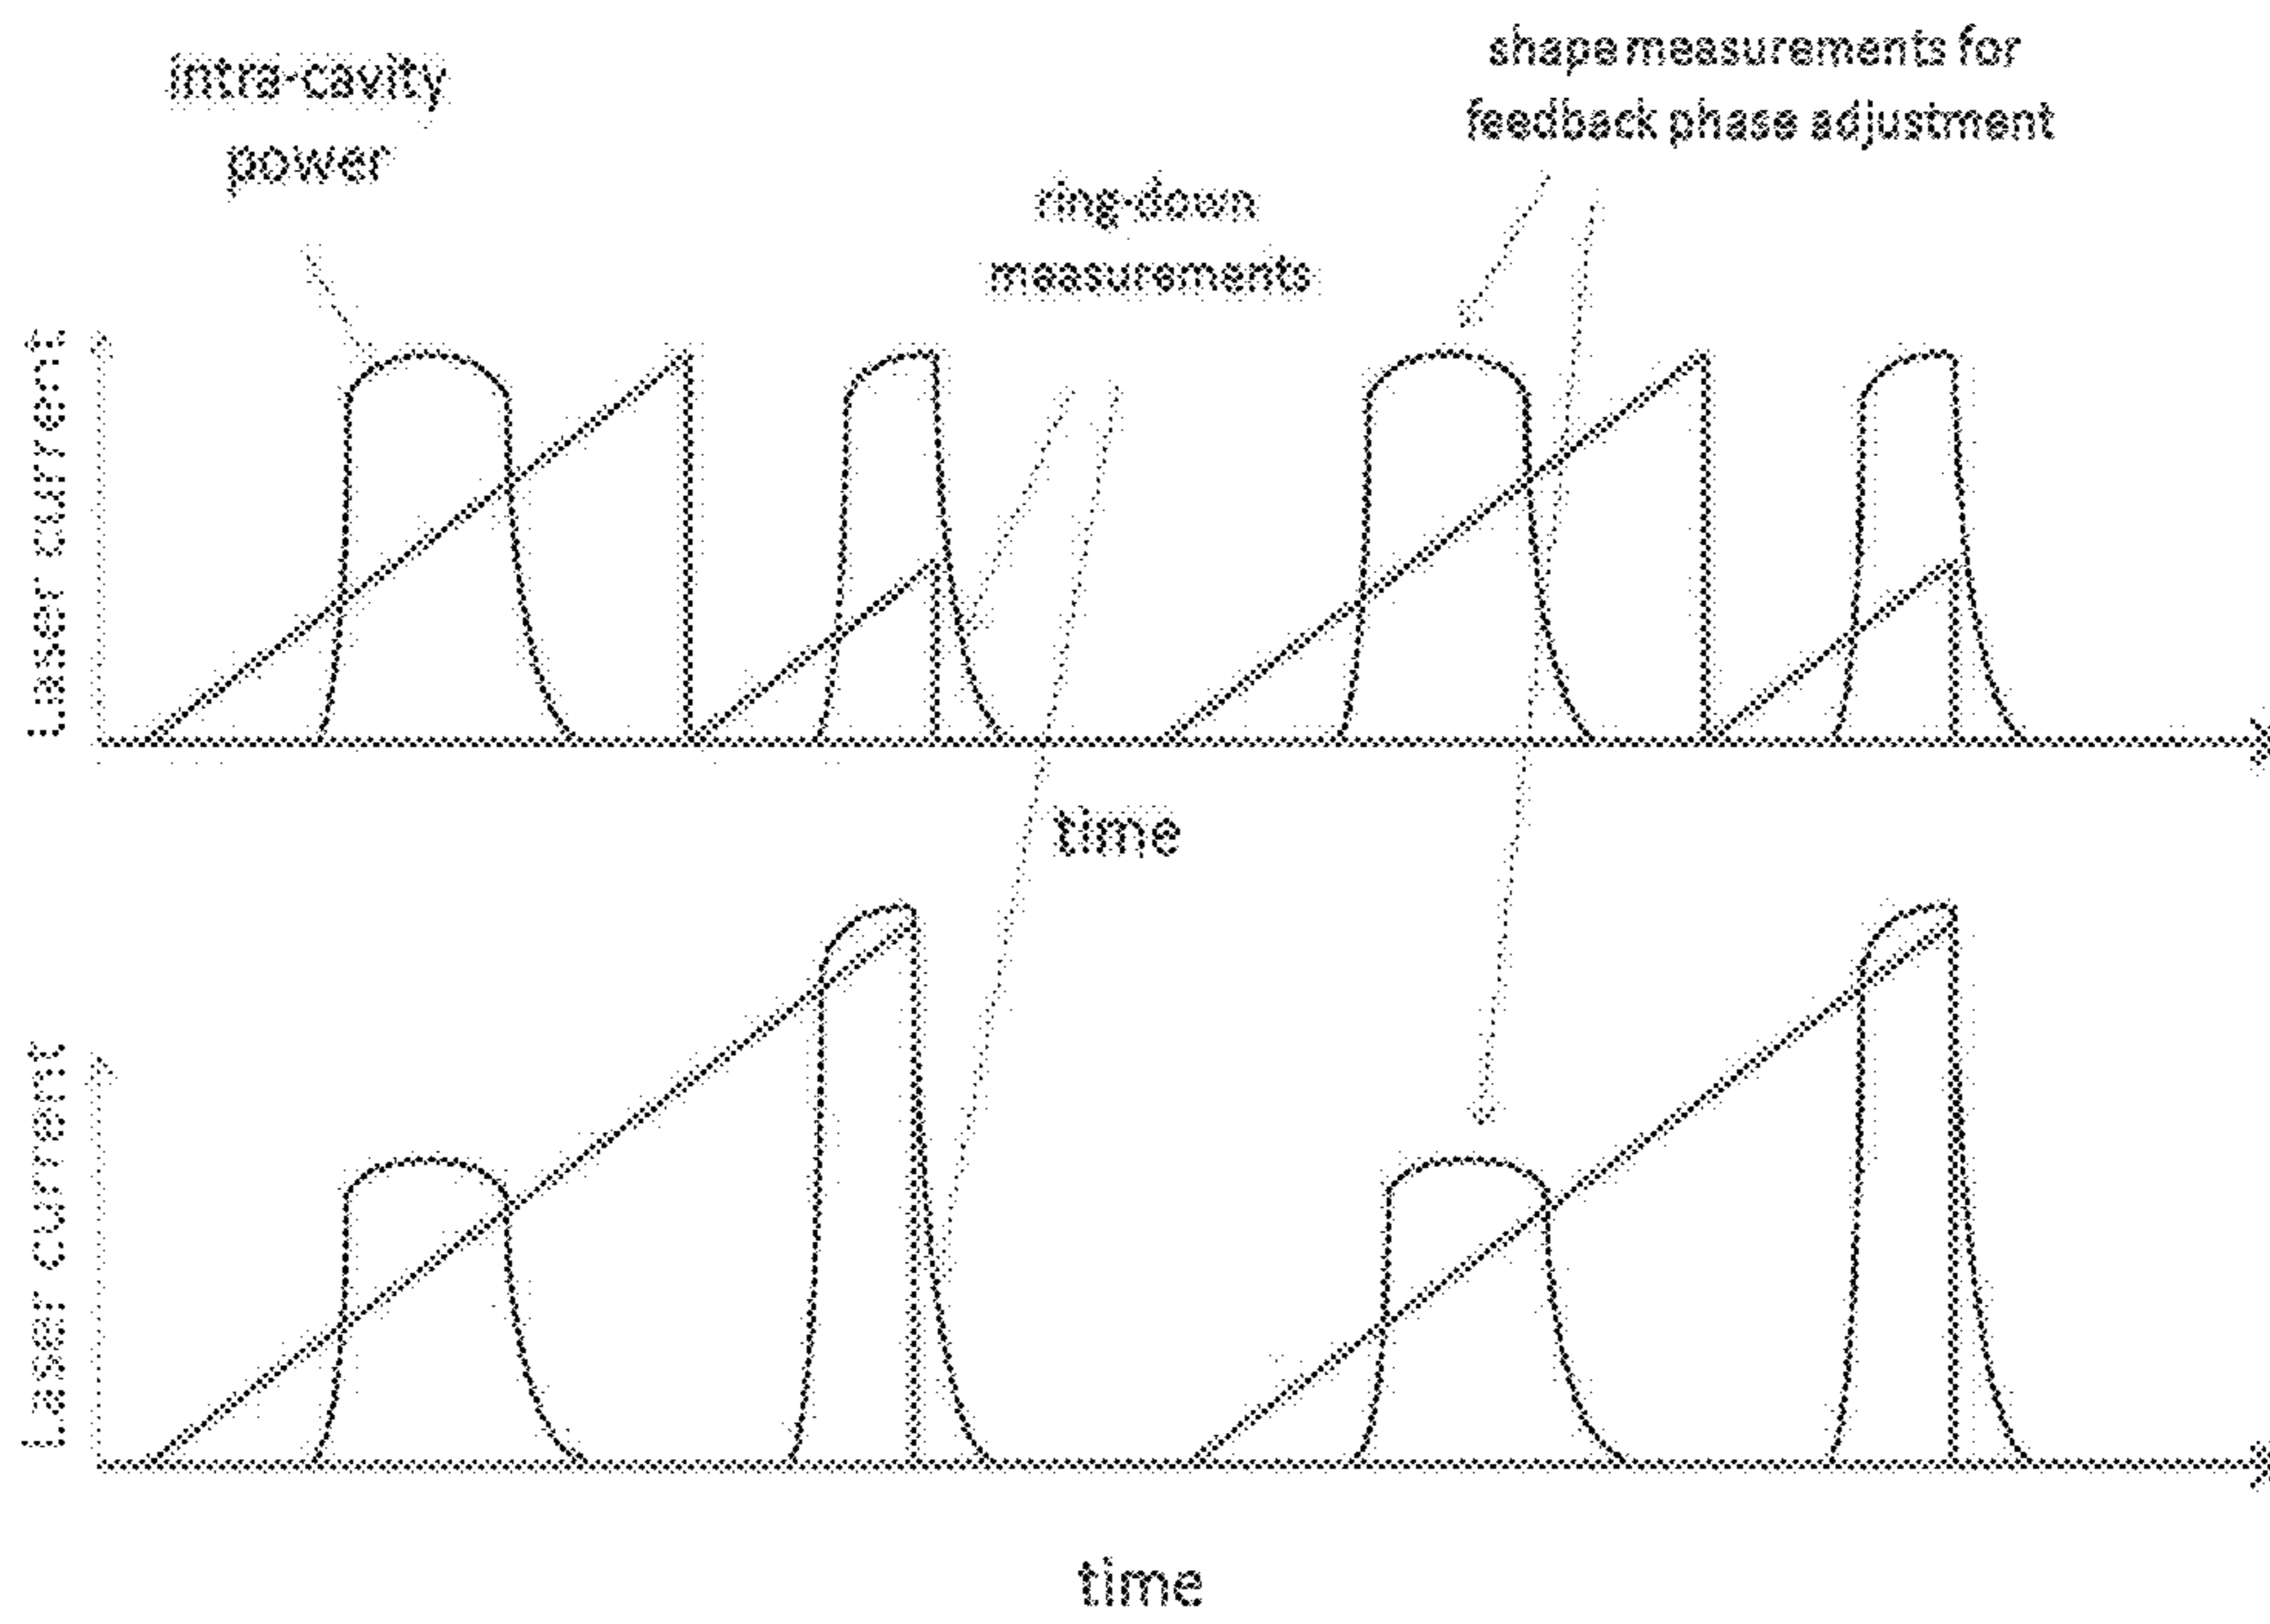 intra-cavity
power
shape measurements for
feedback phase adjustment
ring-down
measurements
Laser current
time
Laser current
time